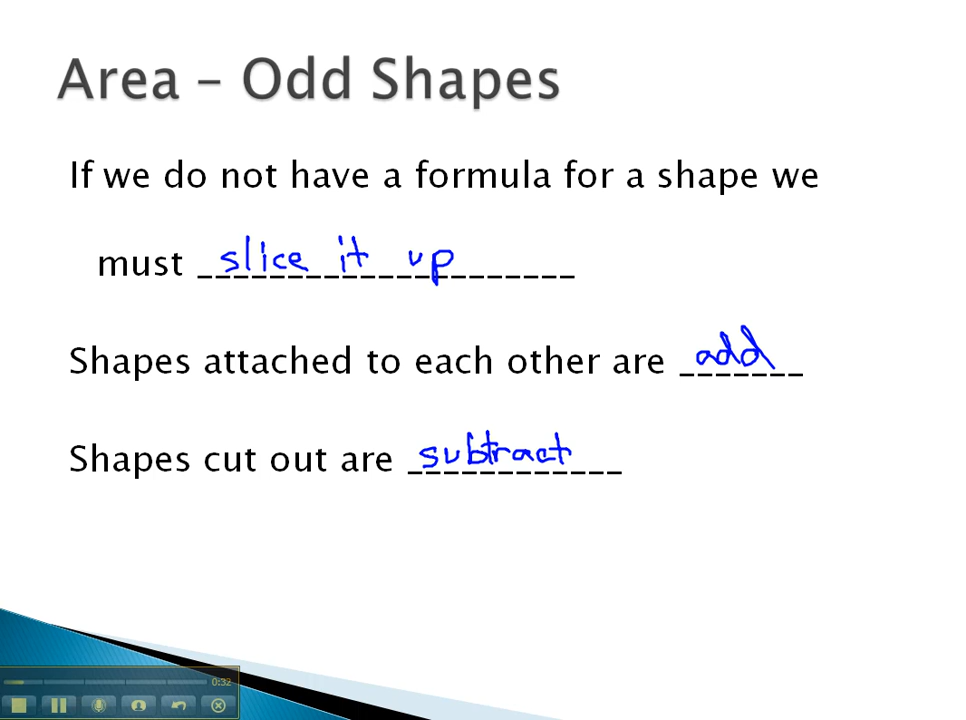 Area – Odd Shapes
If we do not have a formula for a shape we
must slice it up
Shapes attached to each other are add
Shapes cut out are subtract
0:32